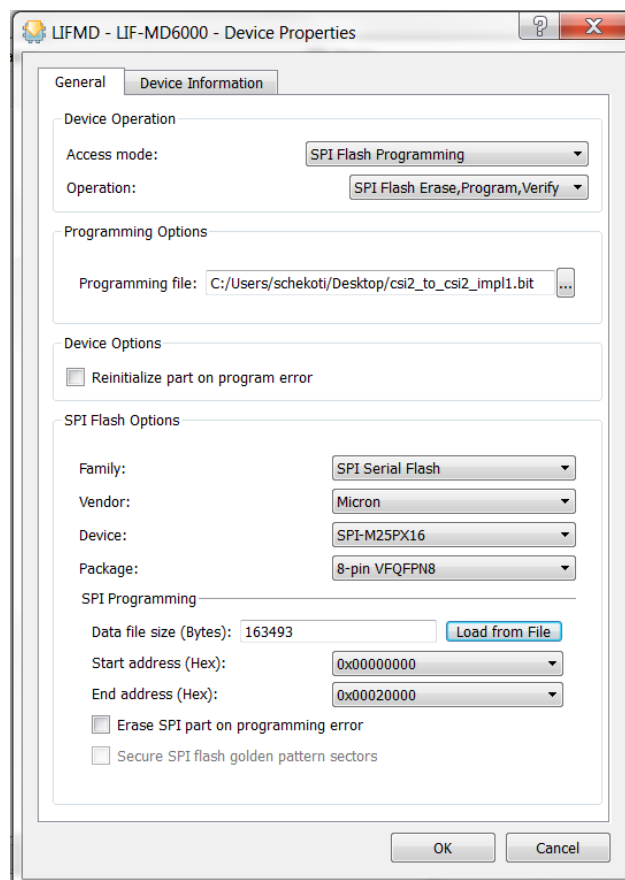 LIFMD - LIF-MD6000 - Device Properties
General Device Information
Device Operation
Access mode: SPI Flash Programming
Operation: SPI Flash Erase,Program,Verify
Programming Options
Programming file: C:/Users/schekoti/Desktop/csi2_to_csi2_impl1.bit ...
Device Options
Reinitialize part on program error
SPI Flash Options
Family: SPI Serial Flash
Vendor: Micron
Device: SPI-M25PX16
Package: 8-pin VFQFPN8
SPI Programming
Data file size (Bytes): 163493 Load from File
Start address (Hex): 0x00000000
End address (Hex): 0x00020000
Erase SPI part on programming error
Secure SPI flash golden pattern sectors
OK Cancel